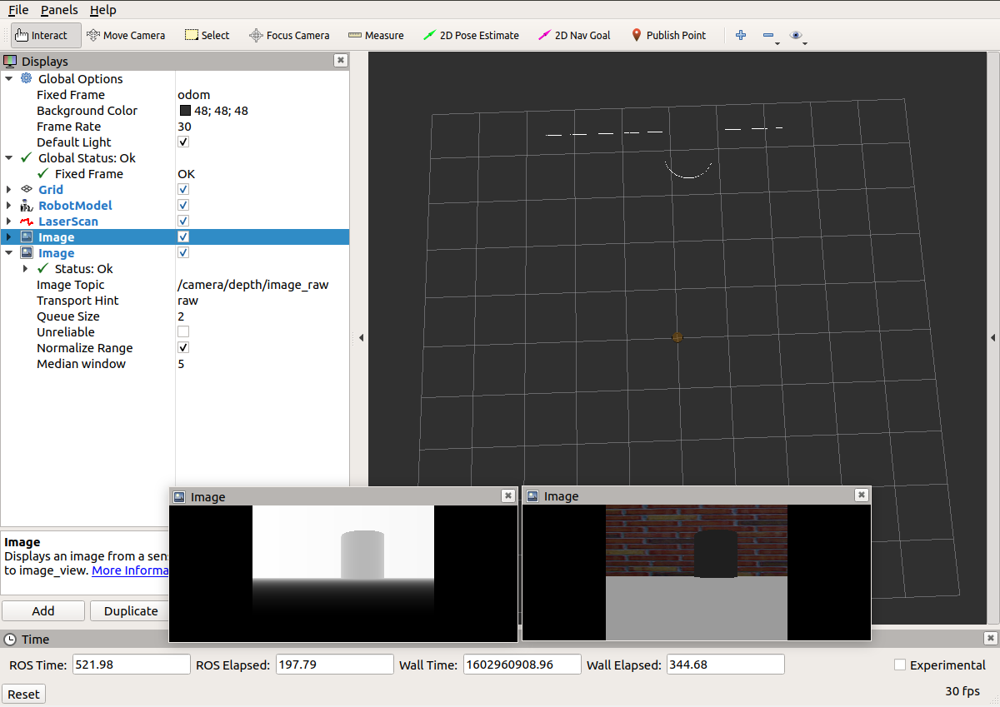 File Panels Help
Interact Move Camera Select Focus Camera Measure 2D Pose Estimate 2D Nav Goal Publish Point
Displays
Global Options
Fixed Frame odom
Background Color 48; 48; 48
Frame Rate 30
Default Light
Global Status: Ok
Fixed Frame OK
Grid
RobotModel
LaserScan
Image
Image
Status: Ok
Image Topic /camera/depth/image_raw
Transport Hint raw
Queue Size 2
Unreliable
Normalize Range
Median window 5
Image
Displays an image from a sen
to image_view. More Informa
Add Duplicate
Image
Image
Time
ROS Time: 521.98 ROS Elapsed: 197.79 Wall Time: 1602960908.96 Wall Elapsed: 344.68 Experimental
Reset 30 fps